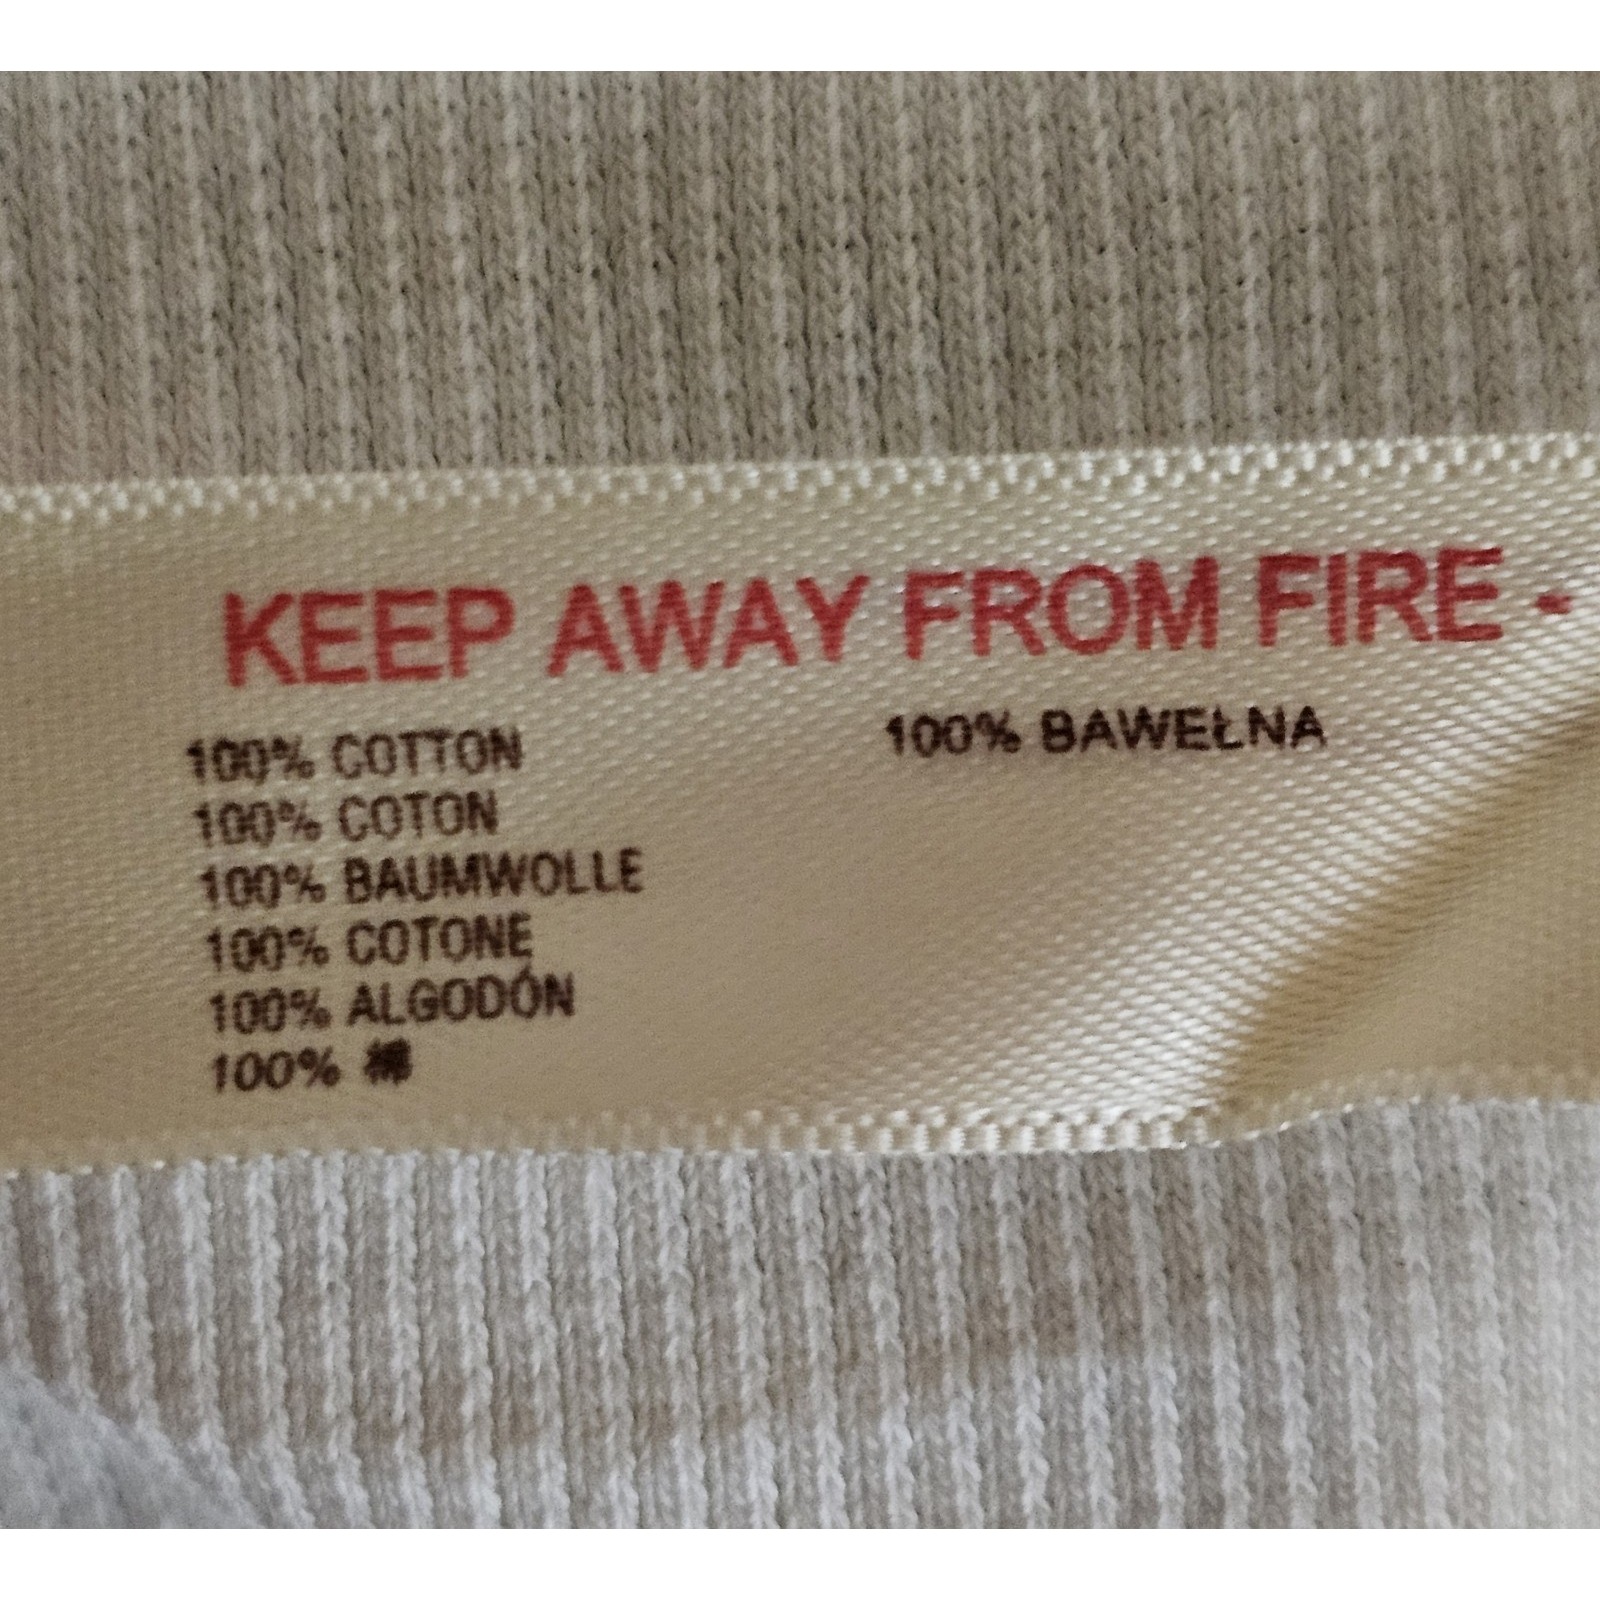 KEEP AWAY FROM FIRE -
100% COTTON
100% COTON
100% BAUMWOLLE
100% COTONE
100% ALGODÓN
100% 棉
100% BAWEŁNA